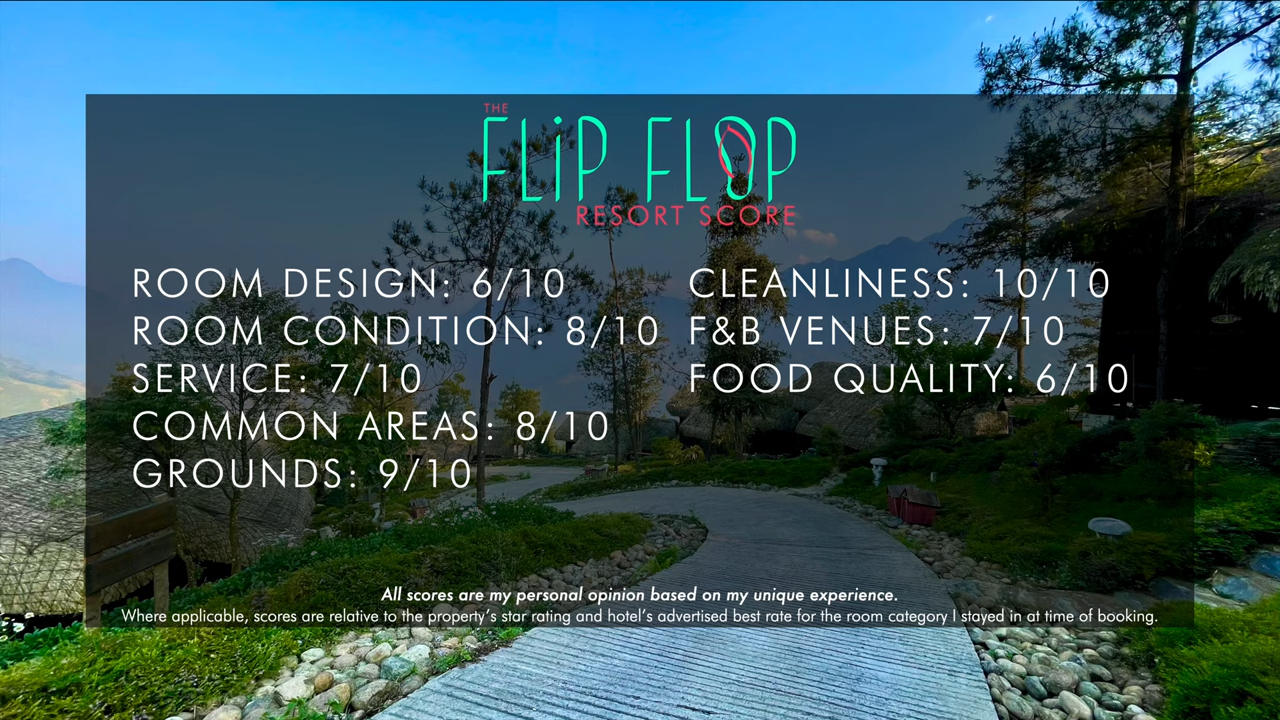 THE
FLiP FLOP
RESORT SCORE
ROOM DESIGN: 6/10
ROOM CONDITION: 8/10
SERVICE: 7/10
COMMON AREAS: 8/10
GROUNDS: 9/10
CLEANLINESS: 10/10
F&B VENUES: 7/10
FOOD QUALITY: 6/10
All scores are my personal opinion based on my unique experience.
Where applicable, scores are relative to the property's star rating and hotel's advertised best rate for the room category I stayed in at time of booking.